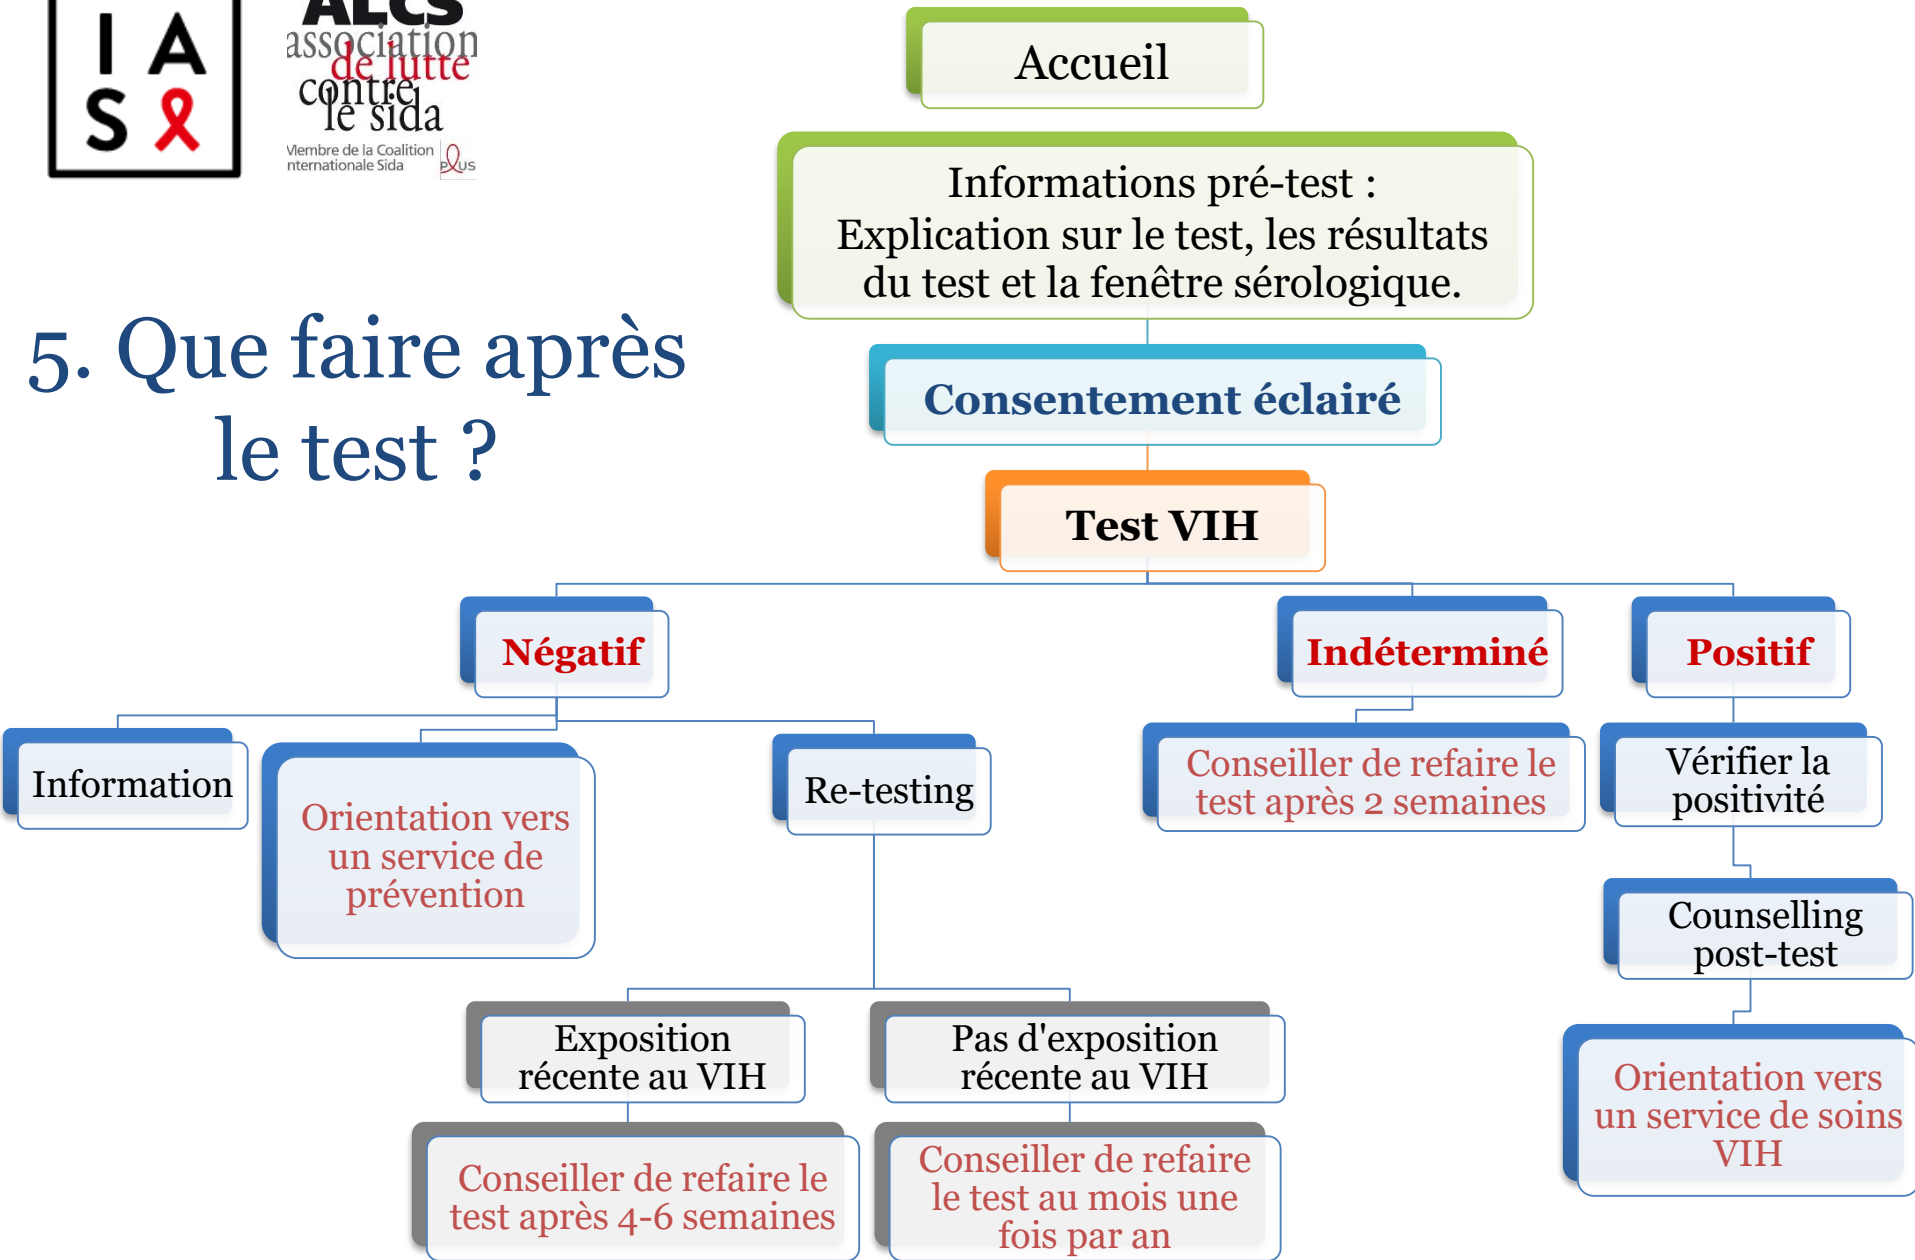 IA
S
ALCS
association
de lutte
contre
le sida
Membre de la Coalition
Internationale Sida
PLUS
Accueil
Informations pré-test :
Explication sur le test, les résultats
du test et la fenêtre sérologique.
5. Que faire après
le test ?
Consentement éclairé
Test VIH
Négatif
Indéterminé
Positif
Information
Orientation vers
un service de
prévention
Re-testing
Conseiller de refaire le
test après 2 semaines
Vérifier la
positivité
Counselling
post-test
Exposition
récente au VIH
Pas d'exposition
récente au VIH
Orientation vers
un service de soins
VIH
Conseiller de refaire le
test après 4-6 semaines
Conseiller de refaire
le test au mois une
fois par an